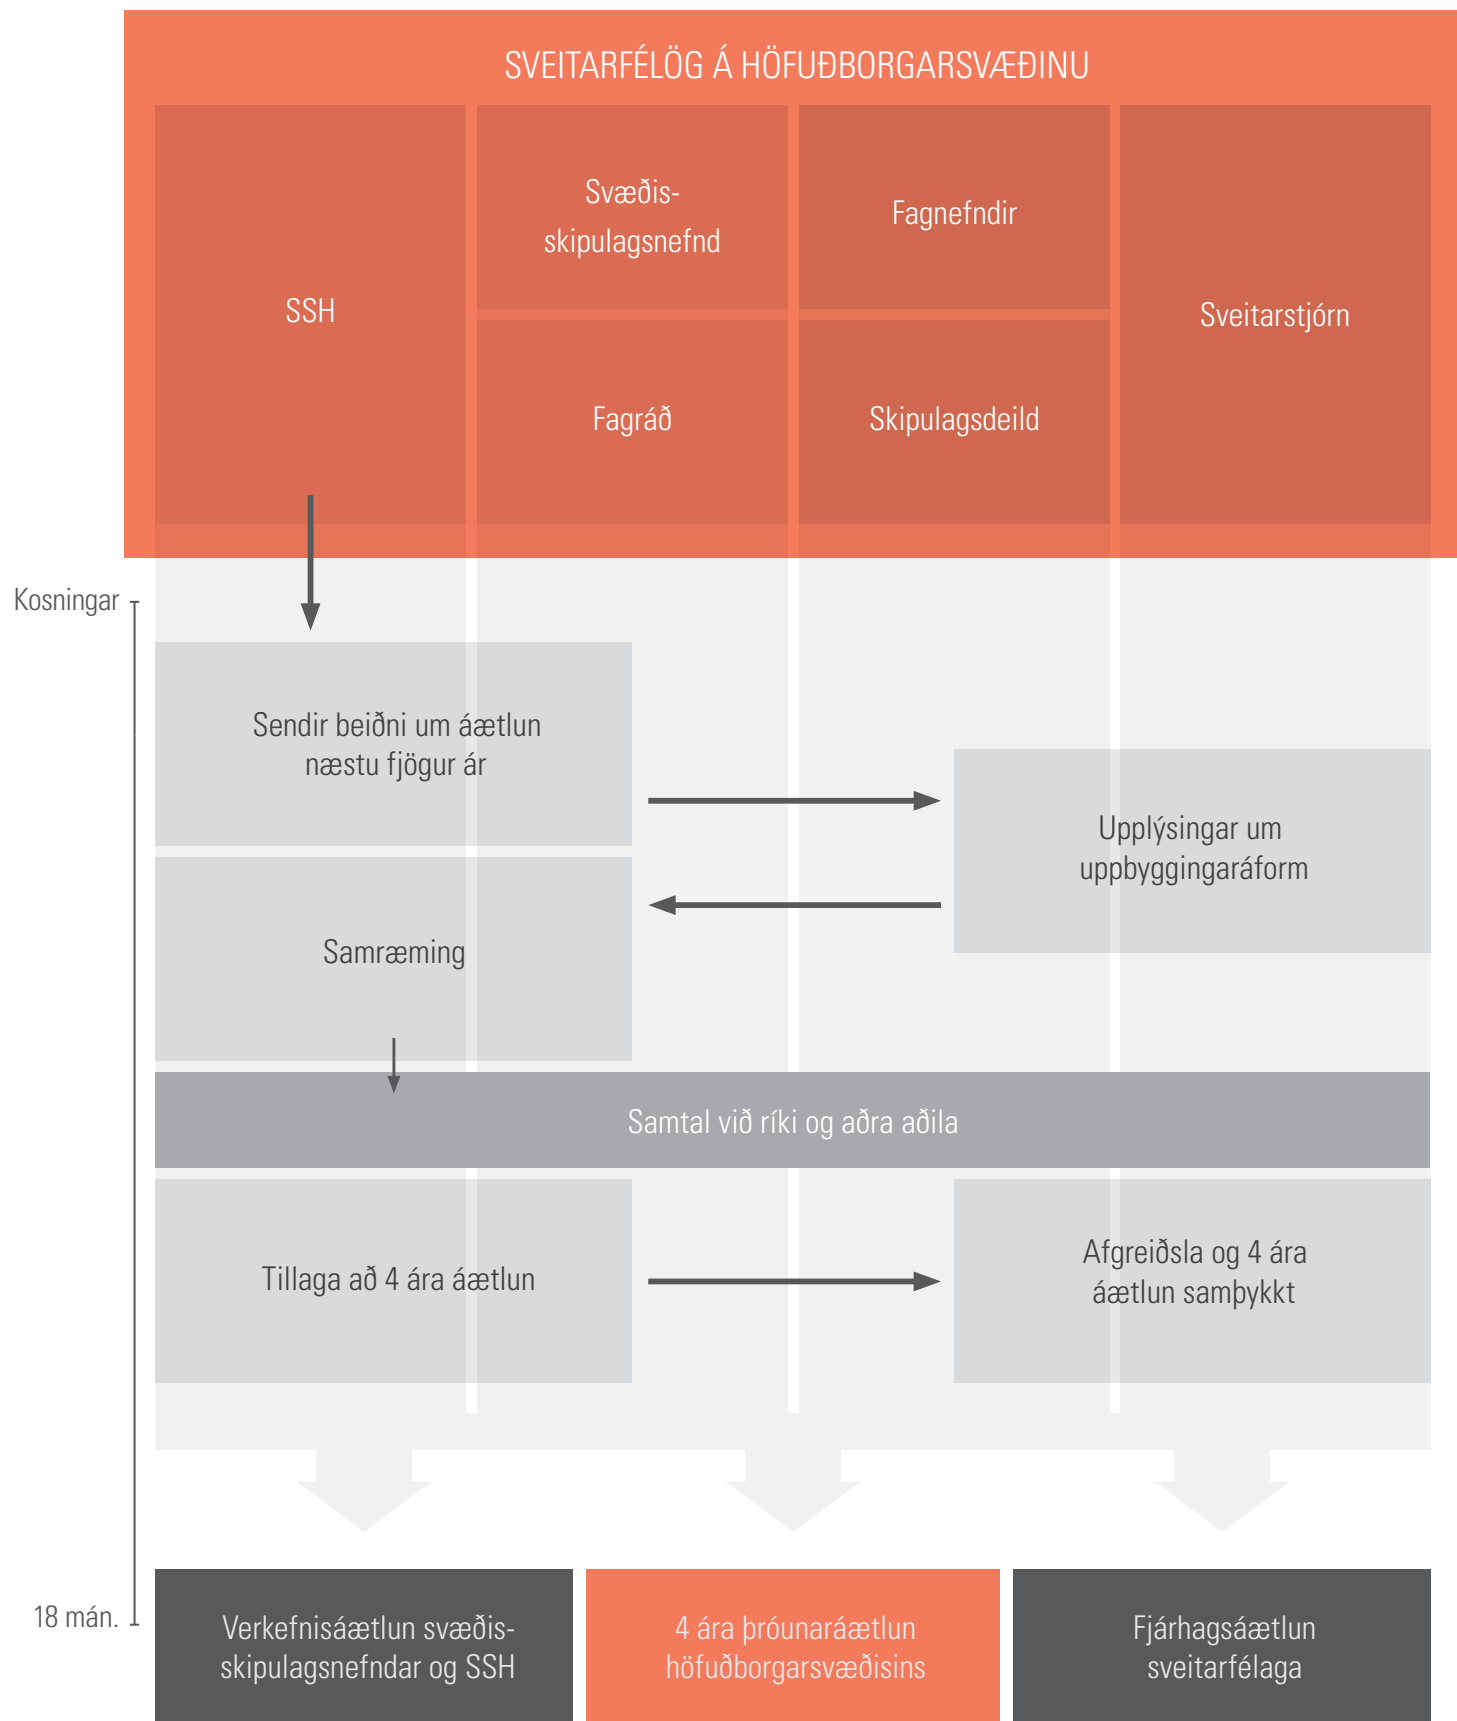 SVEITARFÉLÖG Á HÖFUÐBORGARSVÆÐINU
SSH
Svæðis-
skipulagsnefnd
Fagráð
Fagnefndir
Skipulagsdeild
Sveitarstjórn
Kosningar
Sendir beiðni um áætlun
næstu fjögur ár
Upplýsingar um
uppbyggingaráform
Samræming
Samtal við ríki og aðra aðila
Tillaga að 4 ára áætlun
Afgreiðsla og 4 ára
áætlun samþykkt
18 mán.
Verkefnisáætlun svæðis-
skipulagsnefndar og SSH
4 ára þróunaráætlun
höfuðborgarsvæðisins
Fjárhagsáætlun
sveitarfélaga